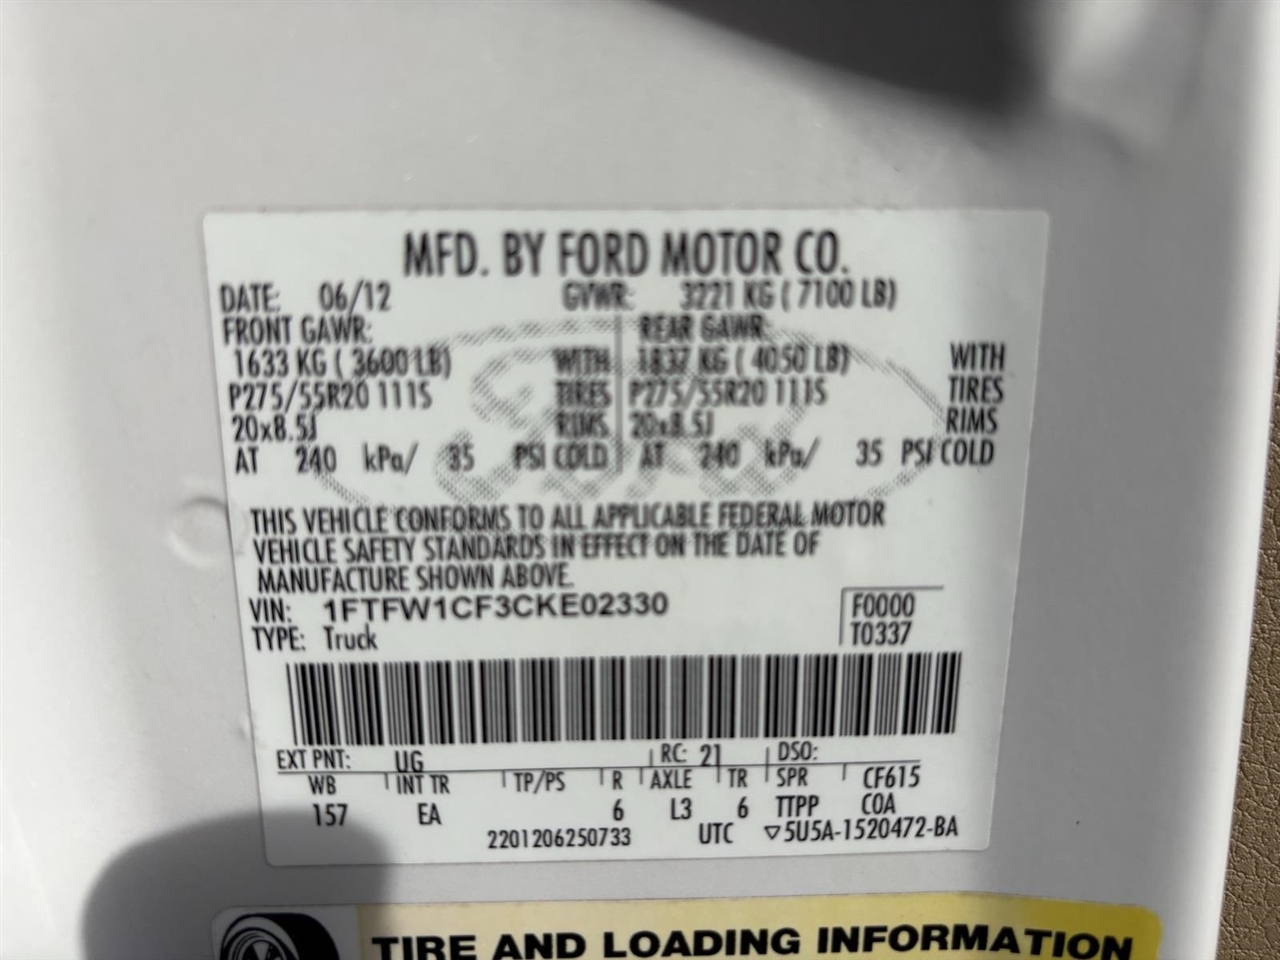 MFD. BY FORD MOTOR CO.
DATE: 06/12 GVWR: 3221 KG ( 7100 LB)
FRONT GAWR: REAR GAWR:
1633 KG ( 3600 LB) WITH 1837 KG ( 4050 LB) WITH
P275/55R20 111S TIRES P275/55R20 111S TIRES
20x8.5J RIMS 20x8.5J RIMS
AT 240 kPa/ 35 PSI COLD AT 240 kPa/ 35 PSI COLD
THIS VEHICLE CONFORMS TO ALL APPLICABLE FEDERAL MOTOR
VEHICLE SAFETY STANDARDS IN EFFECT ON THE DATE OF
MANUFACTURE SHOWN ABOVE.
VIN: 1FTFW1CF3CKE02330 F0000
TYPE: Truck T0337
EXT PNT: UG RC: 21 DSO:
WB INT TR TP/PS R AXLE TR SPR CF615
157 EA 6 L3 6 TTPP COA
2201206250733 UTC ▽5U5A-1520472-BA
TIRE AND LOADING INFORMATION